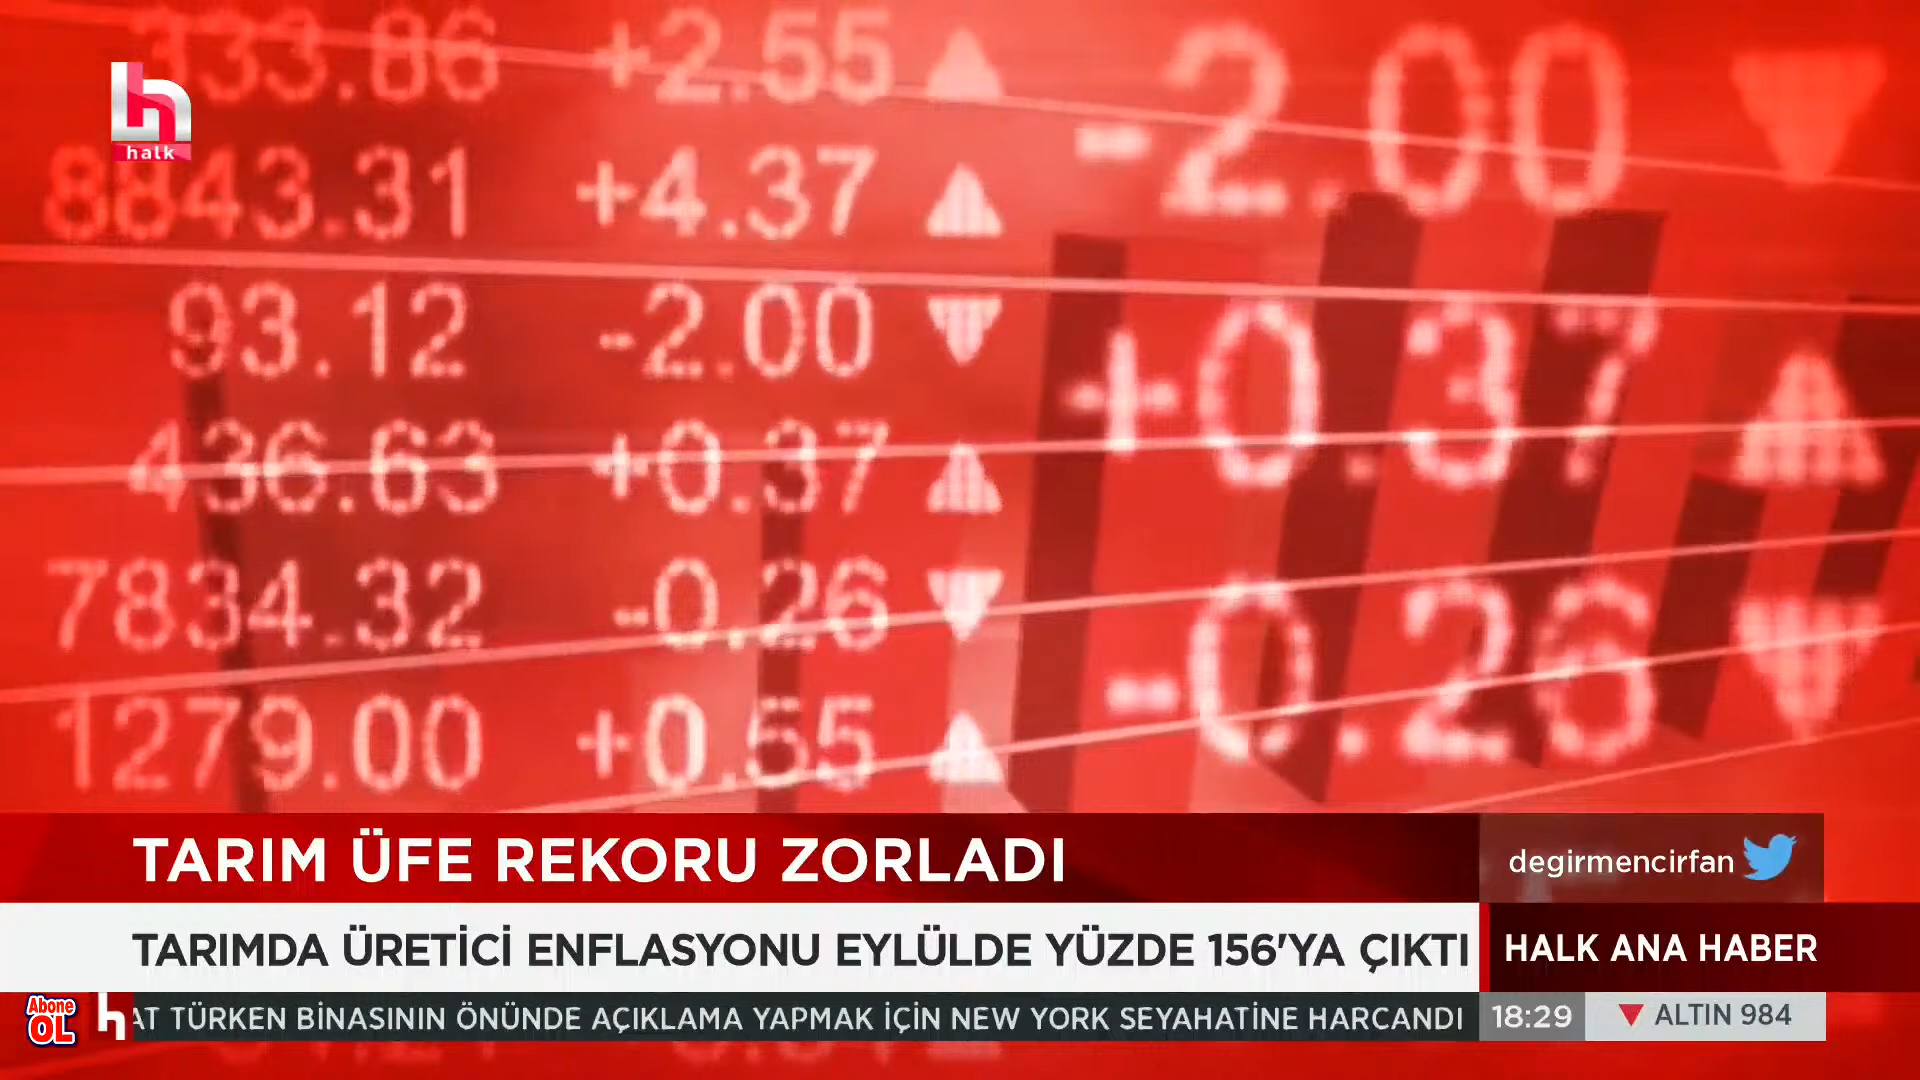 333.86 +2.55
-2.00
halk
8843.31 +4.37
93.12 -2.00
+0.37
436.63 +0.37
7834.32 -0.26
-0.26
1279.00 +0.55
TARIM ÜFE REKORU ZORLADI
degirmencirfan
TARIMDA ÜRETİCİ ENFLASYONU EYLÜLDE YÜZDE 156'YA ÇIKTI
HALK ANA HABER
Abone OL
AT TÜRKEN BİNASININ ÖNÜNDE AÇIKLAMA YAPMAK İÇİN NEW YORK SEYAHATİNE HARCANDI
18:29
ALTIN 984